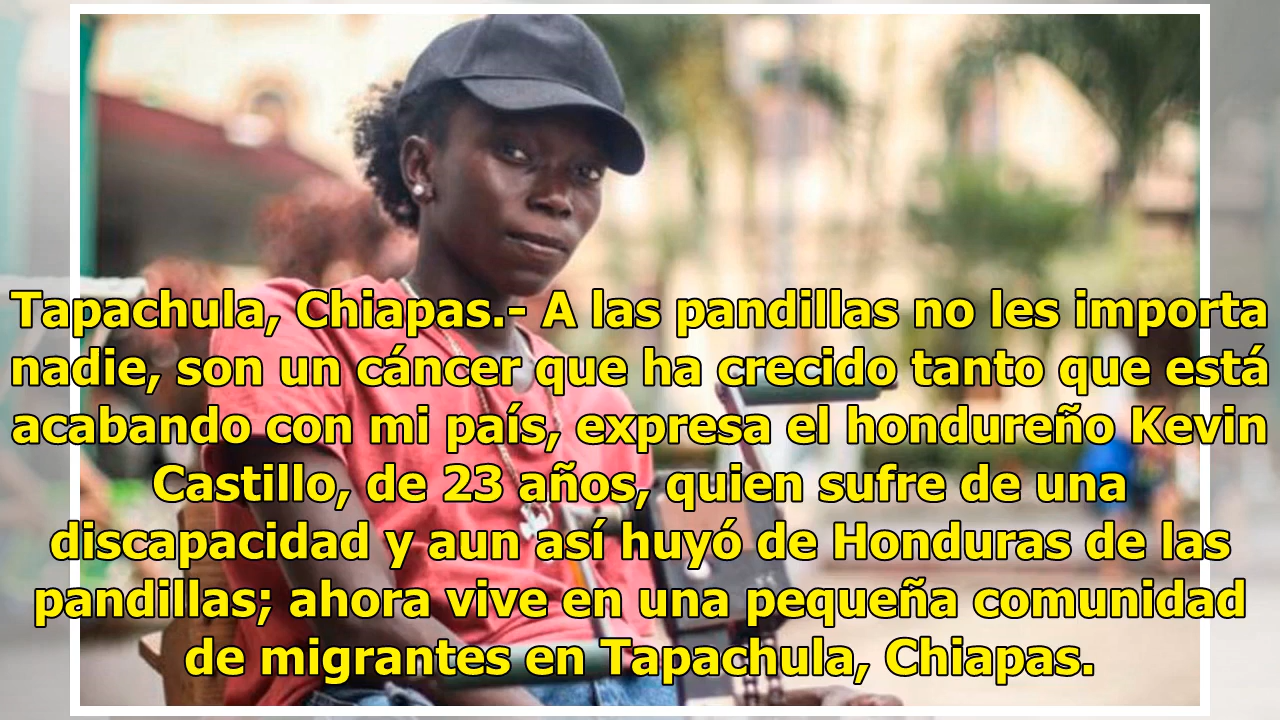 Tapachula, Chiapas.- A las pandillas no les importa
nadie, son un cáncer que ha crecido tanto que está
acabando con mi país, expresa el hondureño Kevin
Castillo, de 23 años, quien sufre de una
discapacidad y aun así huyó de Honduras de las
pandillas; ahora vive en una pequeña comunidad
de migrantes en Tapachula, Chiapas.